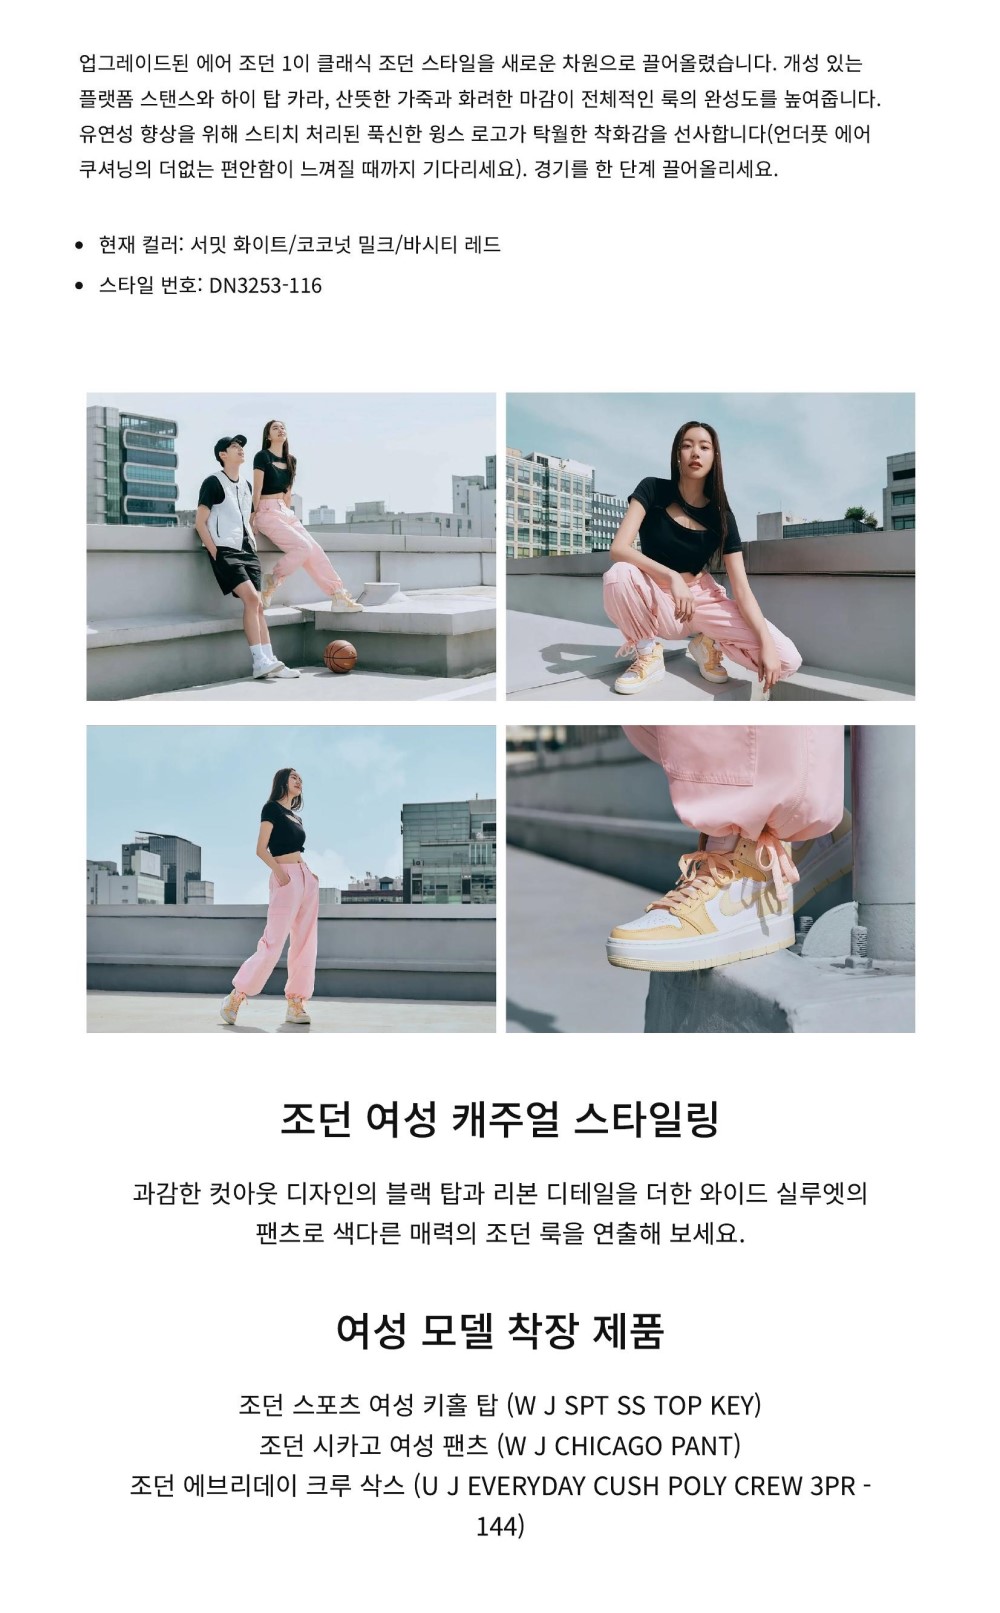 업그레이드된 에어 조던 1이 클래식 조던 스타일을 새로운 차원으로 끌어올렸습니다. 개성 있는
플랫폼 스탠스와 하이 탑 카라, 산뜻한 가죽과 화려한 마감이 전체적인 룩의 완성도를 높여줍니다.
유연성 향상을 위해 스티치 처리된 푹신한 윙스 로고가 탁월한 착화감을 선사합니다(언더풋 에어
쿠셔닝의 더없는 편안함이 느껴질 때까지 기다리세요). 경기를 한 단계 끌어올리세요.
• 현재 컬러: 서밋 화이트/코코넛 밀크/바시티 레드
• 스타일 번호: DN3253-116
조던 여성 캐주얼 스타일링
과감한 컷아웃 디자인의 블랙 탑과 리본 디테일을 더한 와이드 실루엣의
팬츠로 색다른 매력의 조던 룩을 연출해 보세요.
여성 모델 착장 제품
조던 스포츠 여성 키홀 탑 (W J SPT SS TOP KEY)
조던 시카고 여성 팬츠 (W J CHICAGO PANT)
조던 에브리데이 크루 삭스 (U J EVERYDAY CUSH POLY CREW 3PR -
144)